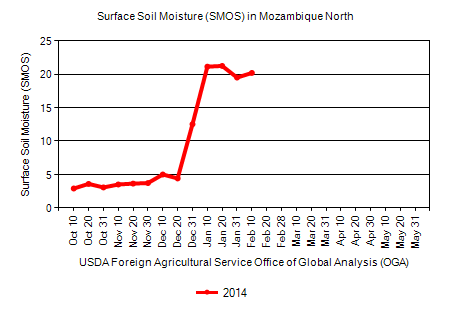 Surface Soil Moisture (SMOS) in Mozambique North
Surface Soil Moisture (SMOS)
25
20
15
10
5
0
Oct 10
Oct 20
Oct 31
Nov 10
Nov 20
Nov 30
Dec 10
Dec 20
Dec 31
Jan 10
Jan 20
Jan 31
Feb 10
Feb 20
Feb 28
Mar 10
Mar 20
Mar 31
Apr 10
Apr 20
Apr 30
May 10
May 20
May 31
USDA Foreign Agricultural Service Office of Global Analysis (OGA)
2014